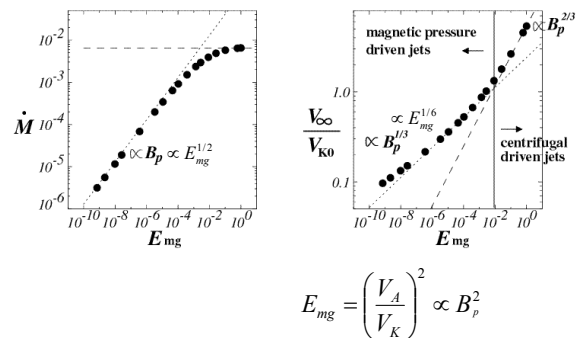 10^-2
10^-3
Ṁ
10^-4
10^-5
10^-6
∝ B_p ∝ E_mg^{1/2}
10^-10 10^-8 10^-6 10^-4 10^-2 10^0
E_mg
magnetic pressure
driven jets
∝ B_p^{2/3}
1.0
V_∞
V_K0
∝ E_mg^{1/6}
∝ B_p^{1/3}
centrifugal
driven jets
0.1
10^-10 10^-8 10^-6 10^-4 10^-2 10^0
E_mg
E_mg = (V_A / V_K)^2 ∝ B_p^2